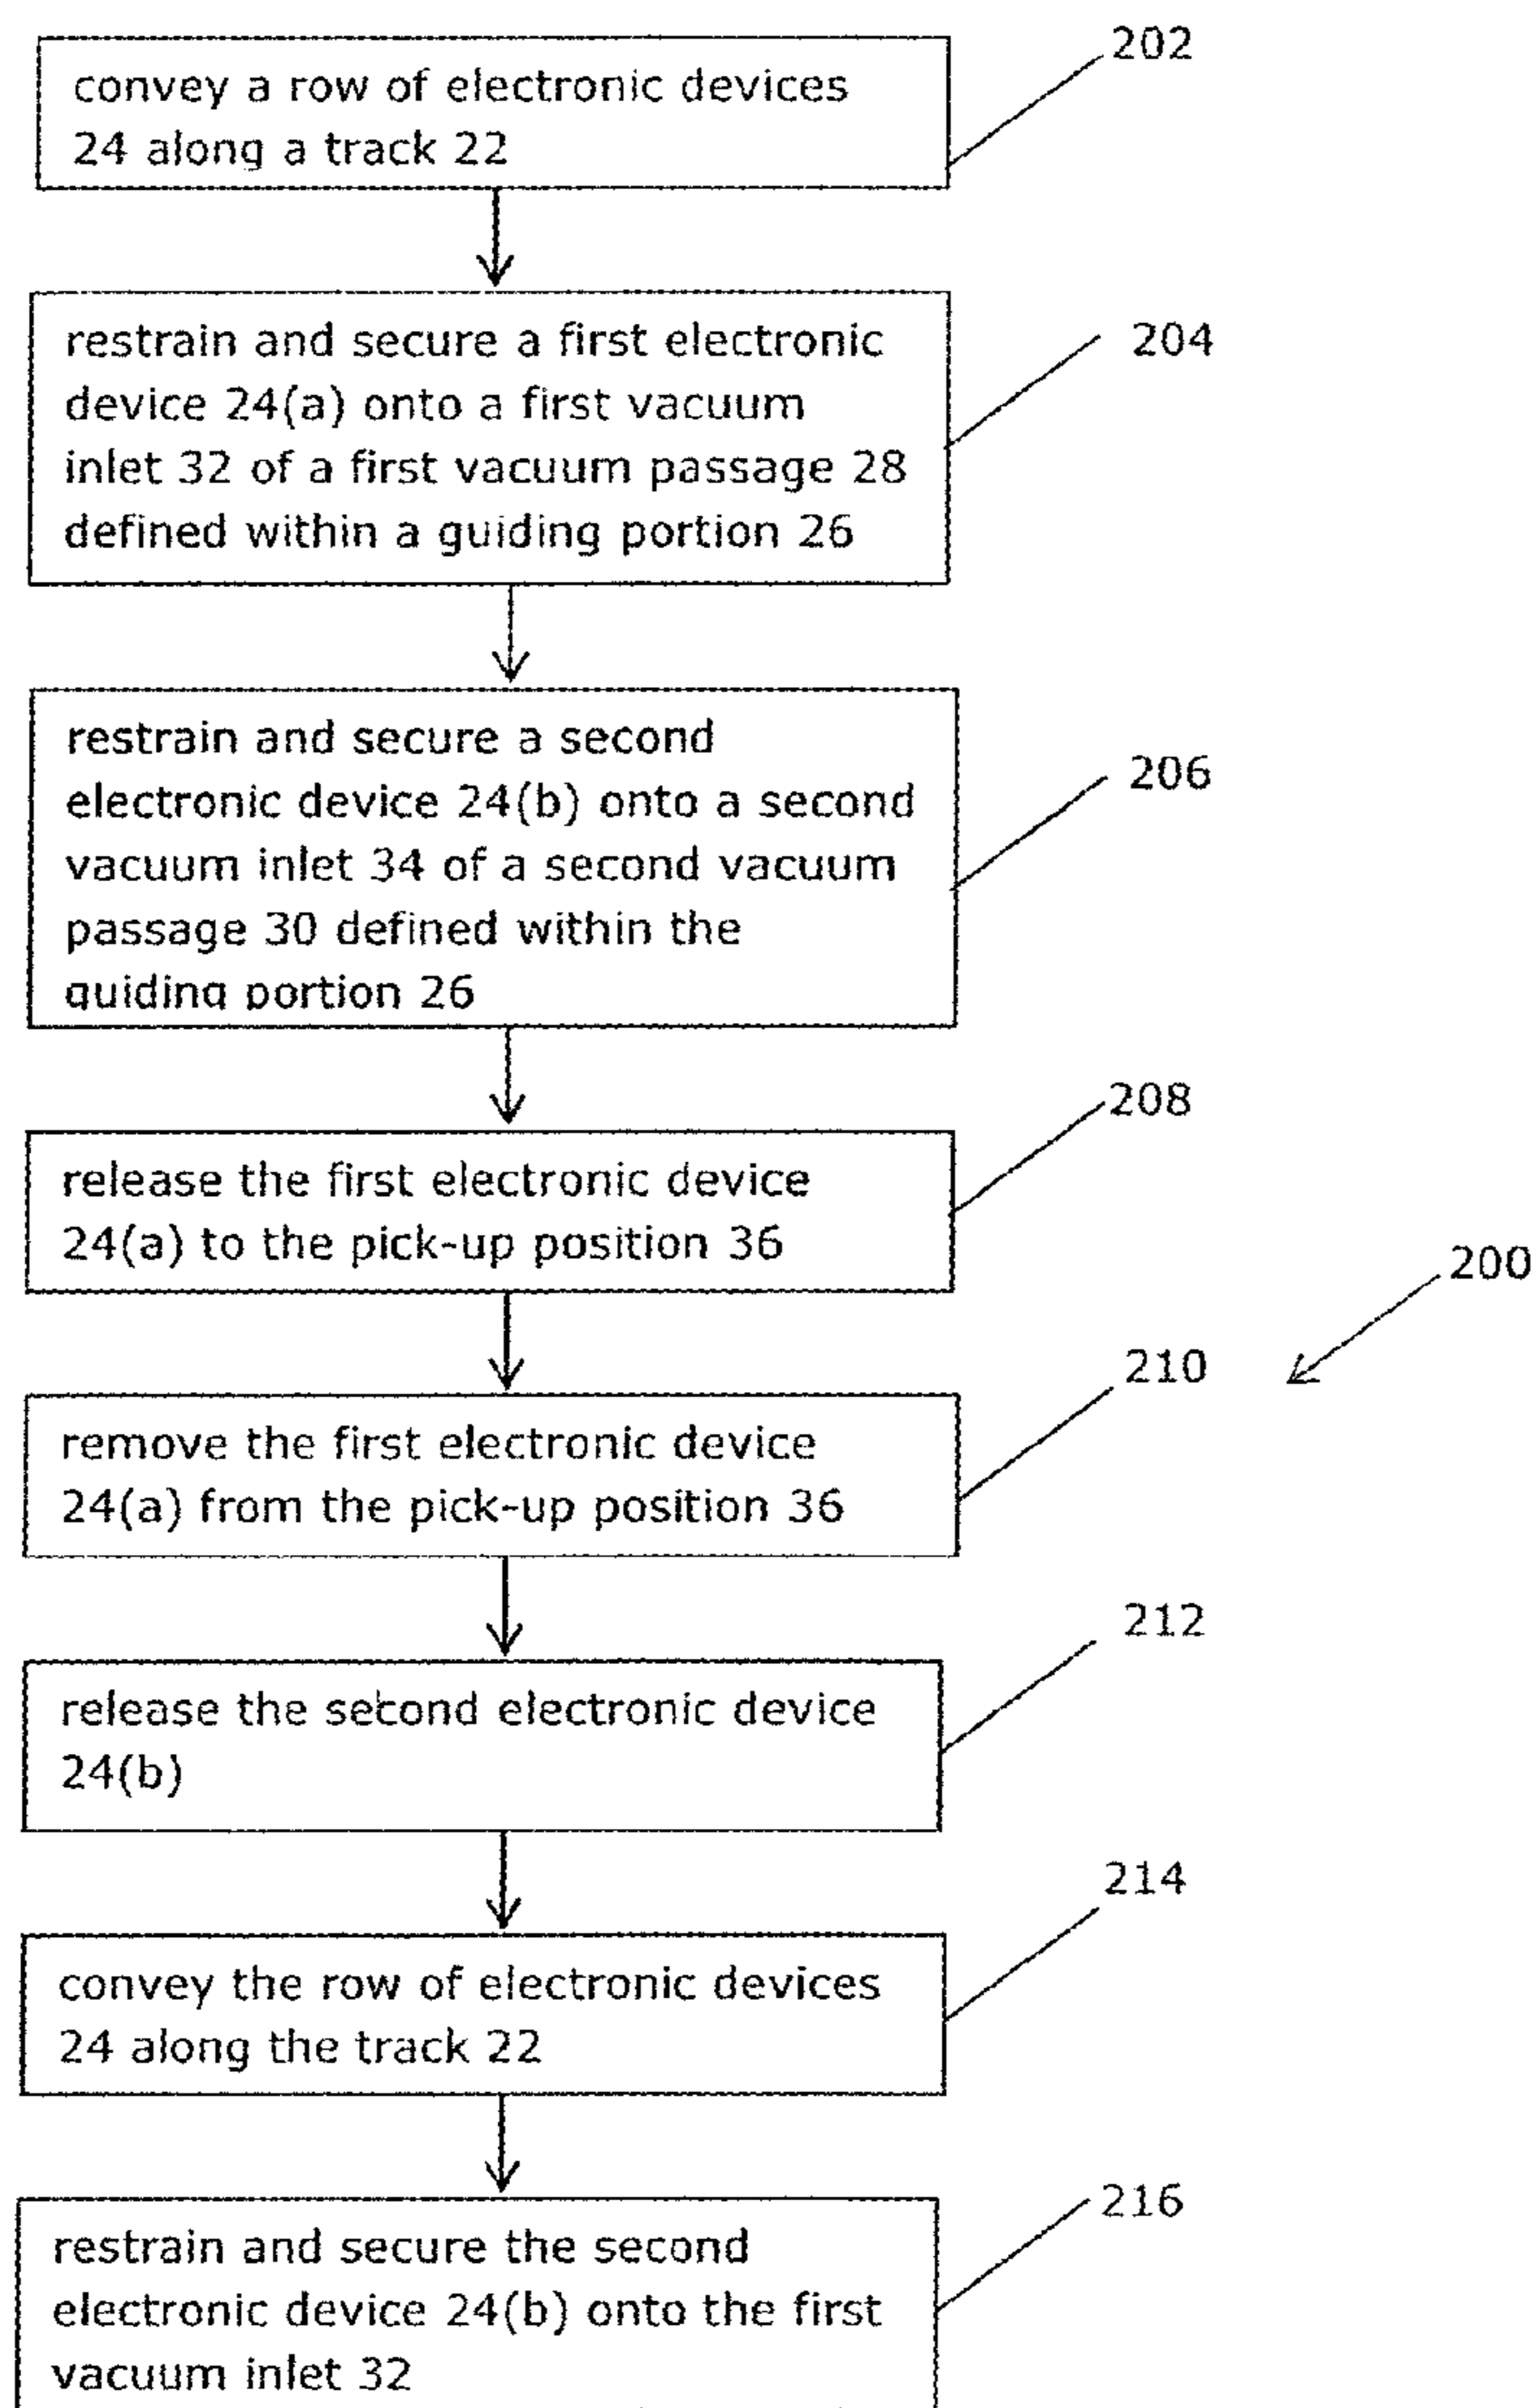 202
convey a row of electronic devices
24 along a track 22
204
restrain and secure a first electronic
device 24(a) onto a first vacuum
inlet 32 of a first vacuum passage 28
defined within a guiding portion 26
206
restrain and secure a second
electronic device 24(b) onto a second
vacuum inlet 34 of a second vacuum
passage 30 defined within the
guiding portion 26
208
release the first electronic device
24(a) to the pick-up position 36
200
210
remove the first electronic device
24(a) from the pick-up position 36
212
release the second electronic device
24(b)
214
convey the row of electronic devices
24 along the track 22
216
restrain and secure the second
electronic device 24(b) onto the first
vacuum inlet 32